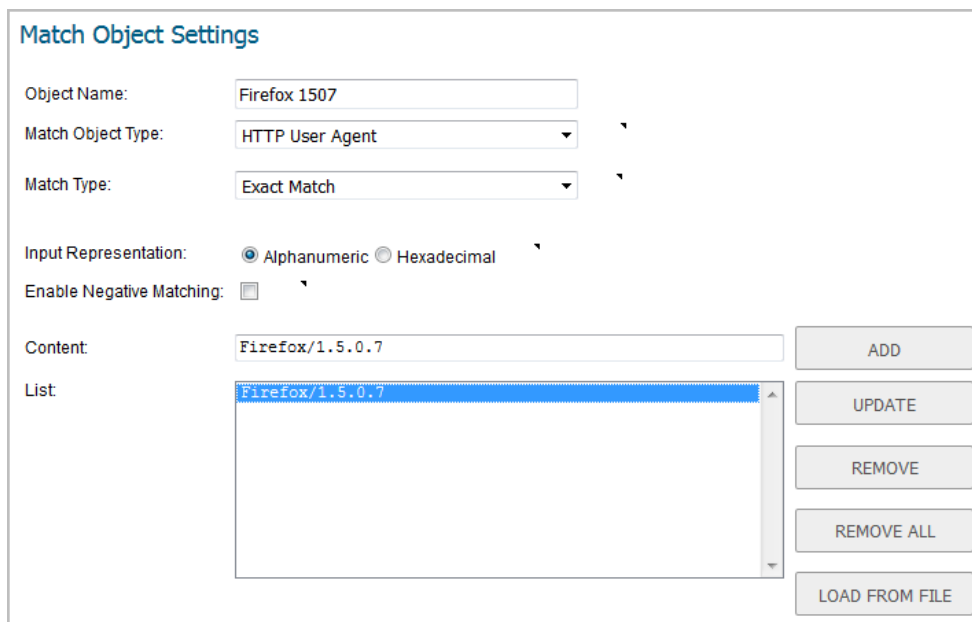 Match Object Settings
Object Name: Firefox 1507
Match Object Type: HTTP User Agent
Match Type: Exact Match
Input Representation: Alphanumeric Hexadecimal
Enable Negative Matching:
Content: Firefox/1.5.0.7 ADD
List: Firefox/1.5.0.7
UPDATE
REMOVE
REMOVE ALL
LOAD FROM FILE